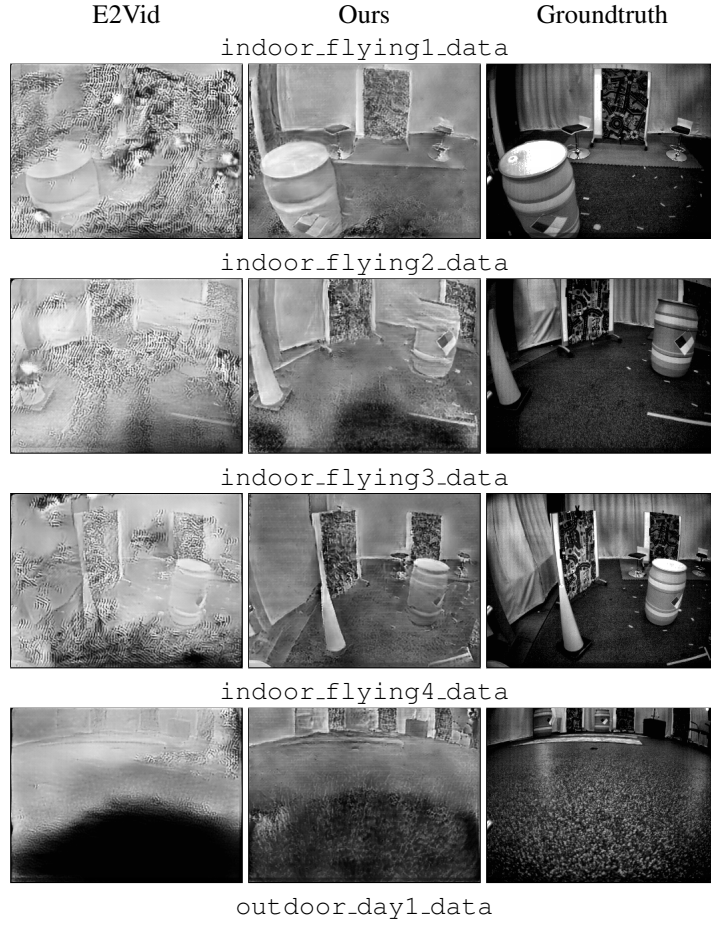 E2Vid Ours Groundtruth
indoor_flying1_data
indoor_flying2_data
indoor_flying3_data
indoor_flying4_data
outdoor_day1_data